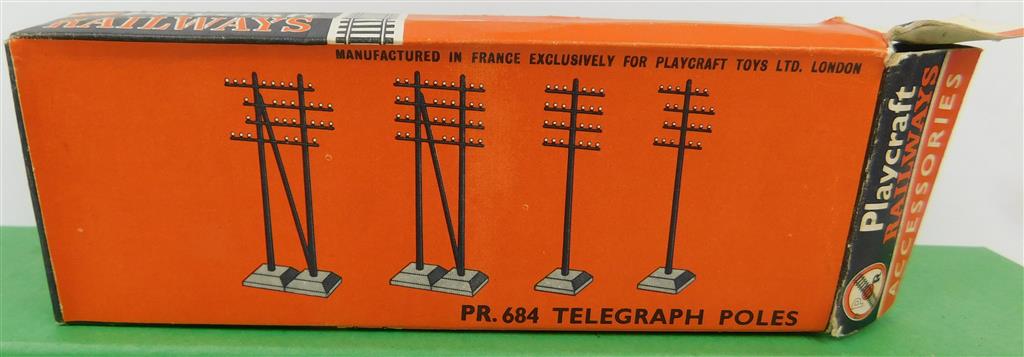 RAILWAYS
MANUFACTURED IN FRANCE EXCLUSIVELY FOR PLAYCRAFT TOYS LTD. LONDON
PR. 684 TELEGRAPH POLES
Playcraft
RAILWAYS
ACCESSORIES
P R